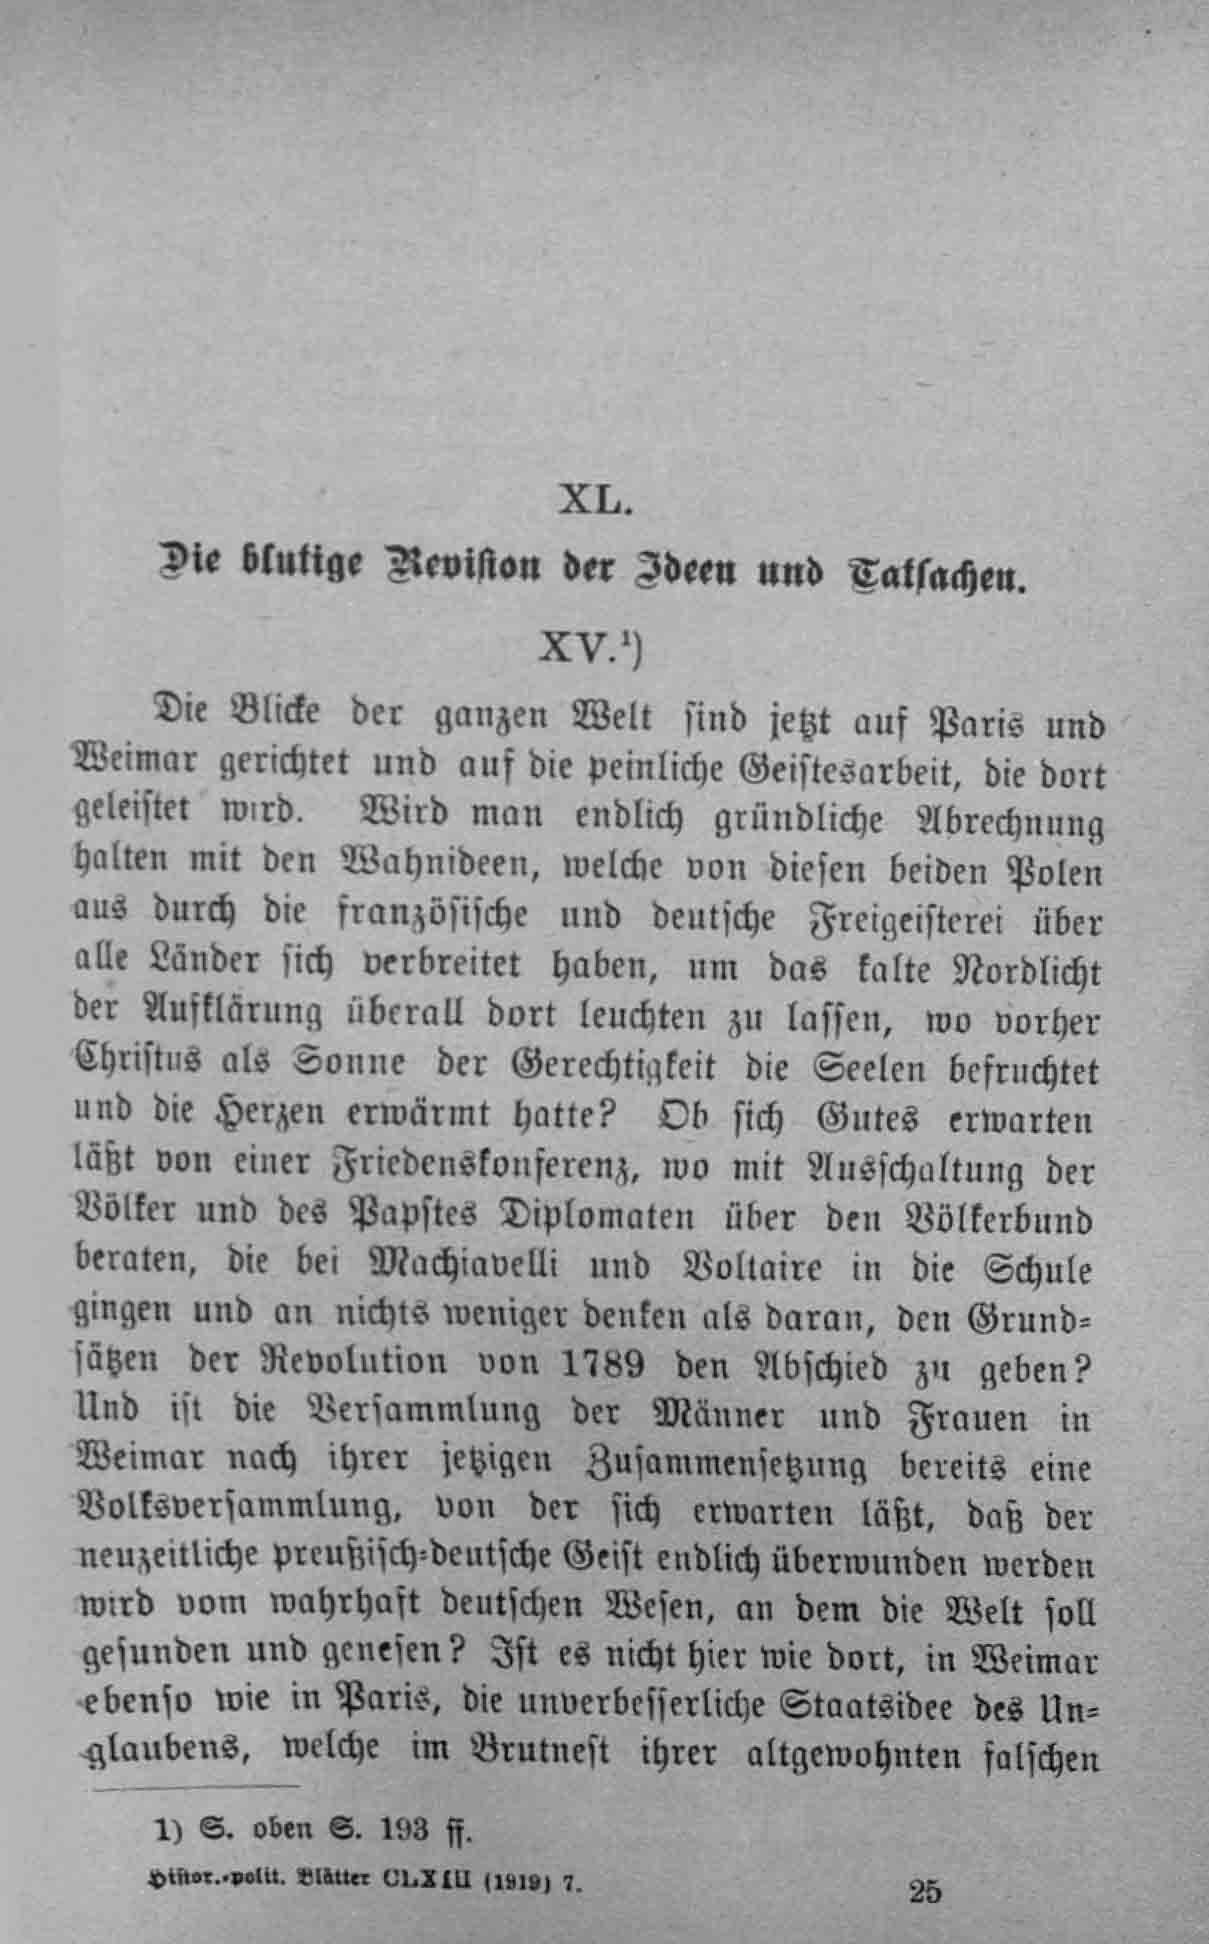 XL.
Die blutige Revision der Ideen und Tatsachen.
XV.¹)
Die Blicke der ganzen Welt sind jetzt auf Paris und
Weimar gerichtet und auf die peinliche Geistesarbeit, die dort
geleistet wird. Wird man endlich gründliche Abrechnung
halten mit den Wahnideen, welche von diesen beiden Polen
aus durch die französische und deutsche Freigeisterei über
alle Länder sich verbreitet haben, um das kalte Nordlicht
der Aufklärung überall dort leuchten zu lassen, wo vorher
Christus als Sonne der Gerechtigkeit die Seelen befruchtet
und die Herzen erwärmt hatte? Ob sich Gutes erwarten
läßt von einer Friedenskonferenz, wo mit Ausschaltung der
Völker und des Papstes Diplomaten über den Völkerbund
beraten, die bei Machiavelli und Voltaire in die Schule
gingen und an nichts weniger denken als daran, den Grund-
sätzen der Revolution von 1789 den Abschied zu geben?
Und ist die Versammlung der Männer und Frauen in
Weimar nach ihrer jetzigen Zusammensetzung bereits eine
Volksversammlung, von der sich erwarten läßt, daß der
neuzeitliche preußisch-deutsche Geist endlich überwunden werden
wird vom wahrhaft deutschen Wesen, an dem die Welt soll
gesunden und genesen? Ist es nicht hier wie dort, in Weimar
ebenso wie in Paris, die unverbesserliche Staatsidee des Un-
glaubens, welche im Brutnest ihrer altgewohnten falschen
1) S. oben S. 193 ff.
Histor.-polit. Blätter CLXIII (1919) 7.
25